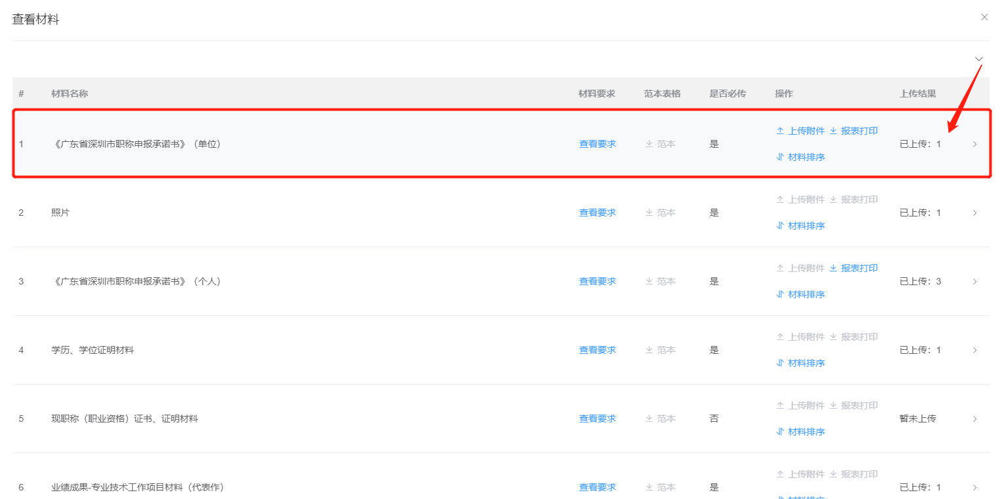 查看材料
# 材料名称 材料要求 范本表格 是否必传 操作 上传结果
上传附件 报表打印
1 《广东省深圳市职称申报承诺书》（单位） 查看要求 范本 是 已上传：1
材料排序
上传附件 报表打印
2 照片 查看要求 范本 是 已上传：1
材料排序
上传附件 报表打印
3 《广东省深圳市职称申报承诺书》（个人） 查看要求 范本 是 已上传：3
材料排序
上传附件 报表打印
4 学历、学位证明材料 查看要求 范本 是 已上传：1
材料排序
上传附件 报表打印
5 现职称（职业资格）证书、证明材料 查看要求 范本 否 暂未上传
材料排序
上传附件 报表打印
6 业绩成果-专业技术工作项目材料（代表作） 查看要求 范本 是 已上传：1
材料排序